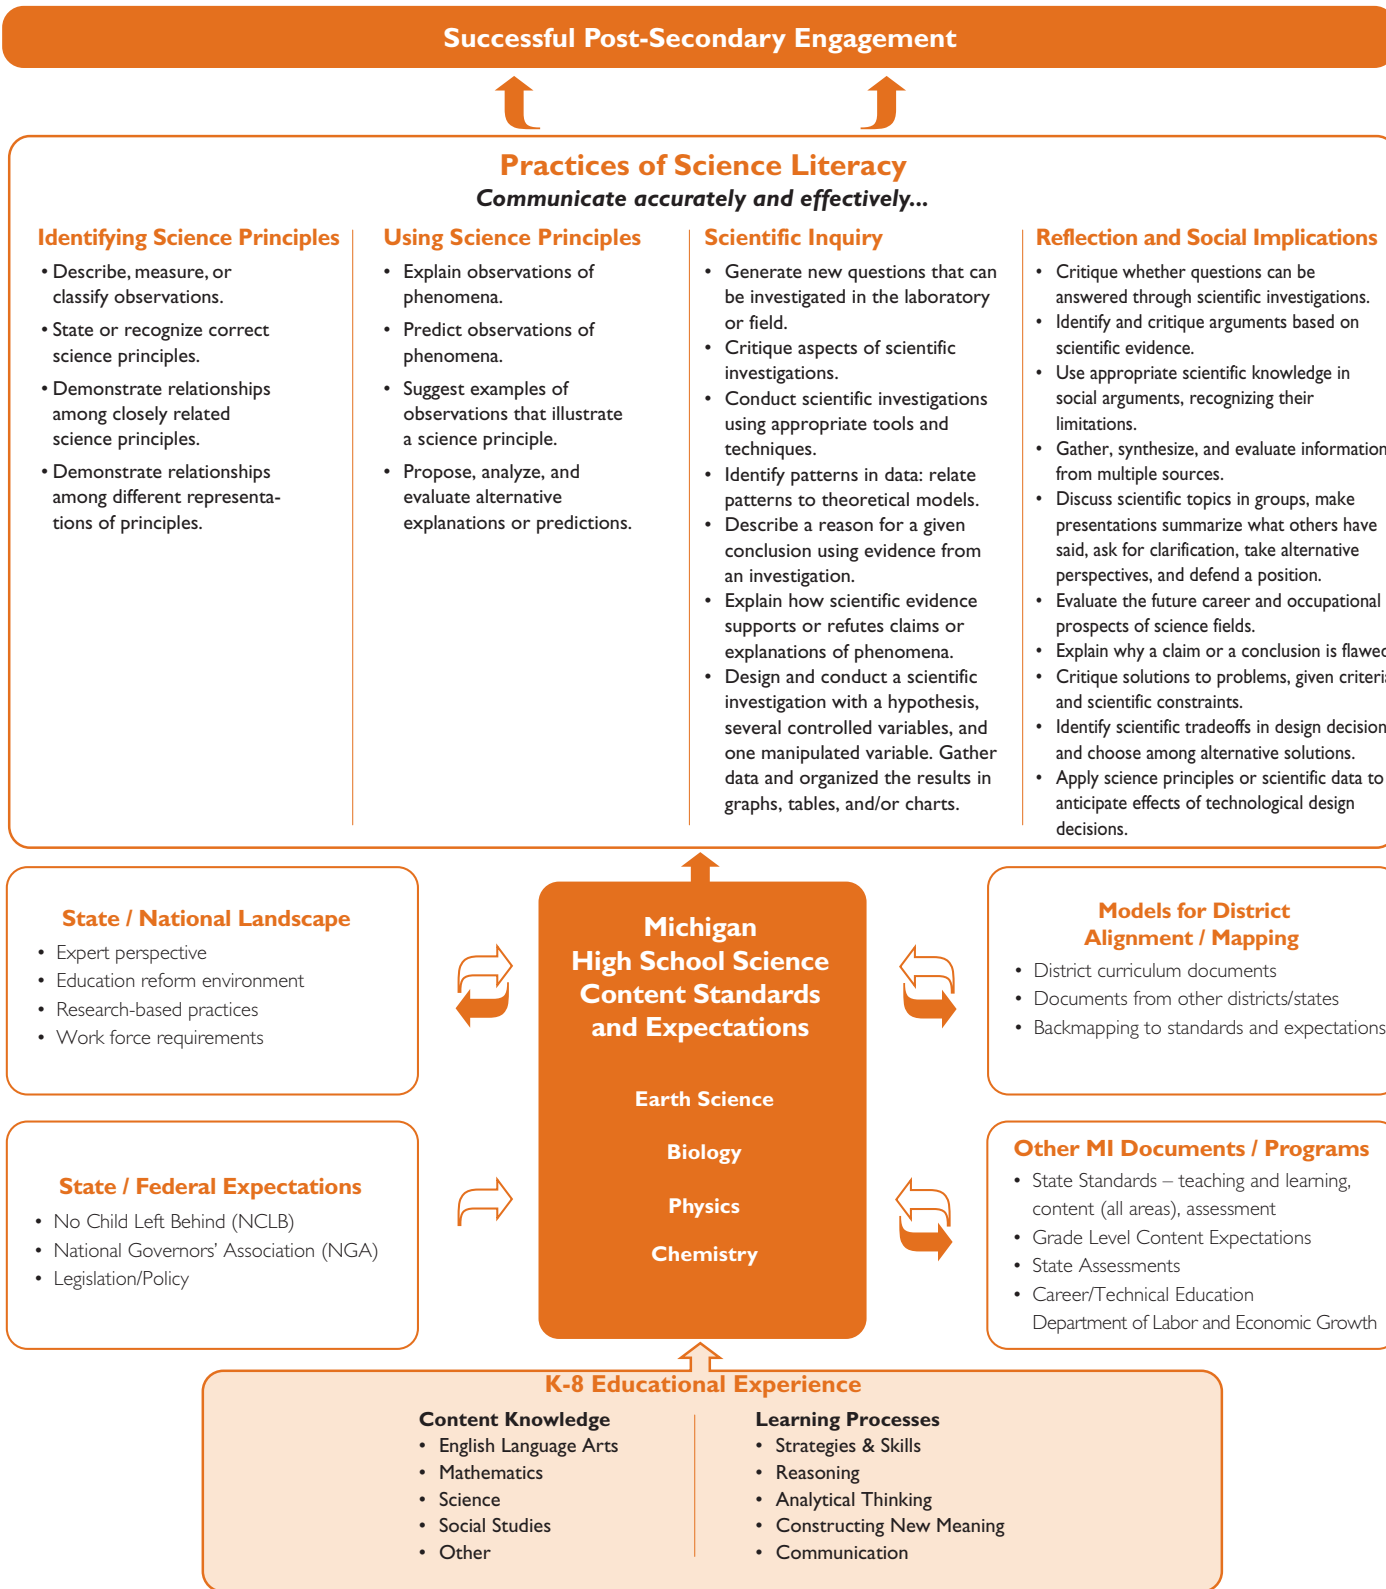 Successful Post-Secondary Engagement
Practices of Science Literacy
Communicate accurately and effectively...
Identifying Science Principles
• Describe, measure, or
classify observations.
• State or recognize correct
science principles.
• Demonstrate relationships
among closely related
science principles.
• Demonstrate relationships
among different representa-
tions of principles.
Using Science Principles
• Explain observations of
phenomena.
• Predict observations of
phenomena.
• Suggest examples of
observations that illustrate
a science principle.
• Propose, analyze, and
evaluate alternative
explanations or predictions.
Scientific Inquiry
• Generate new questions that can
be investigated in the laboratory
or field.
• Critique aspects of scientific
investigations.
• Conduct scientific investigations
using appropriate tools and
techniques.
• Identify patterns in data: relate
patterns to theoretical models.
• Describe a reason for a given
conclusion using evidence from
an investigation.
• Explain how scientific evidence
supports or refutes claims or
explanations of phenomena.
• Design and conduct a scientific
investigation with a hypothesis,
several controlled variables, and
one manipulated variable. Gather
data and organized the results in
graphs, tables, and/or charts.
Reflection and Social Implications
• Critique whether questions can be
answered through scientific investigations.
• Identify and critique arguments based on
scientific evidence.
• Use appropriate scientific knowledge in
social arguments, recognizing their
limitations.
• Gather, synthesize, and evaluate information
from multiple sources.
• Discuss scientific topics in groups, make
presentations summarize what others have
said, ask for clarification, take alternative
perspectives, and defend a position.
• Evaluate the future career and occupational
prospects of science fields.
• Explain why a claim or a conclusion is flawed
• Critique solutions to problems, given criteria
and scientific constraints.
• Identify scientific tradeoffs in design decision
and choose among alternative solutions.
• Apply science principles or scientific data to
anticipate effects of technological design
decisions.
State / National Landscape
• Expert perspective
• Education reform environment
• Research-based practices
• Work force requirements
State / Federal Expectations
• No Child Left Behind (NCLB)
• National Governors’ Association (NGA)
• Legislation/Policy
Michigan
High School Science
Content Standards
and Expectations
Earth Science
Biology
Physics
Chemistry
Models for District
Alignment / Mapping
• District curriculum documents
• Documents from other districts/states
• Backmapping to standards and expectations
Other MI Documents / Programs
• State Standards – teaching and learning,
content (all areas), assessment
• Grade Level Content Expectations
• State Assessments
• Career/Technical Education
Department of Labor and Economic Growth
K-8 Educational Experience
Content Knowledge
• English Language Arts
• Mathematics
• Science
• Social Studies
• Other
Learning Processes
• Strategies & Skills
• Reasoning
• Analytical Thinking
• Constructing New Meaning
• Communication